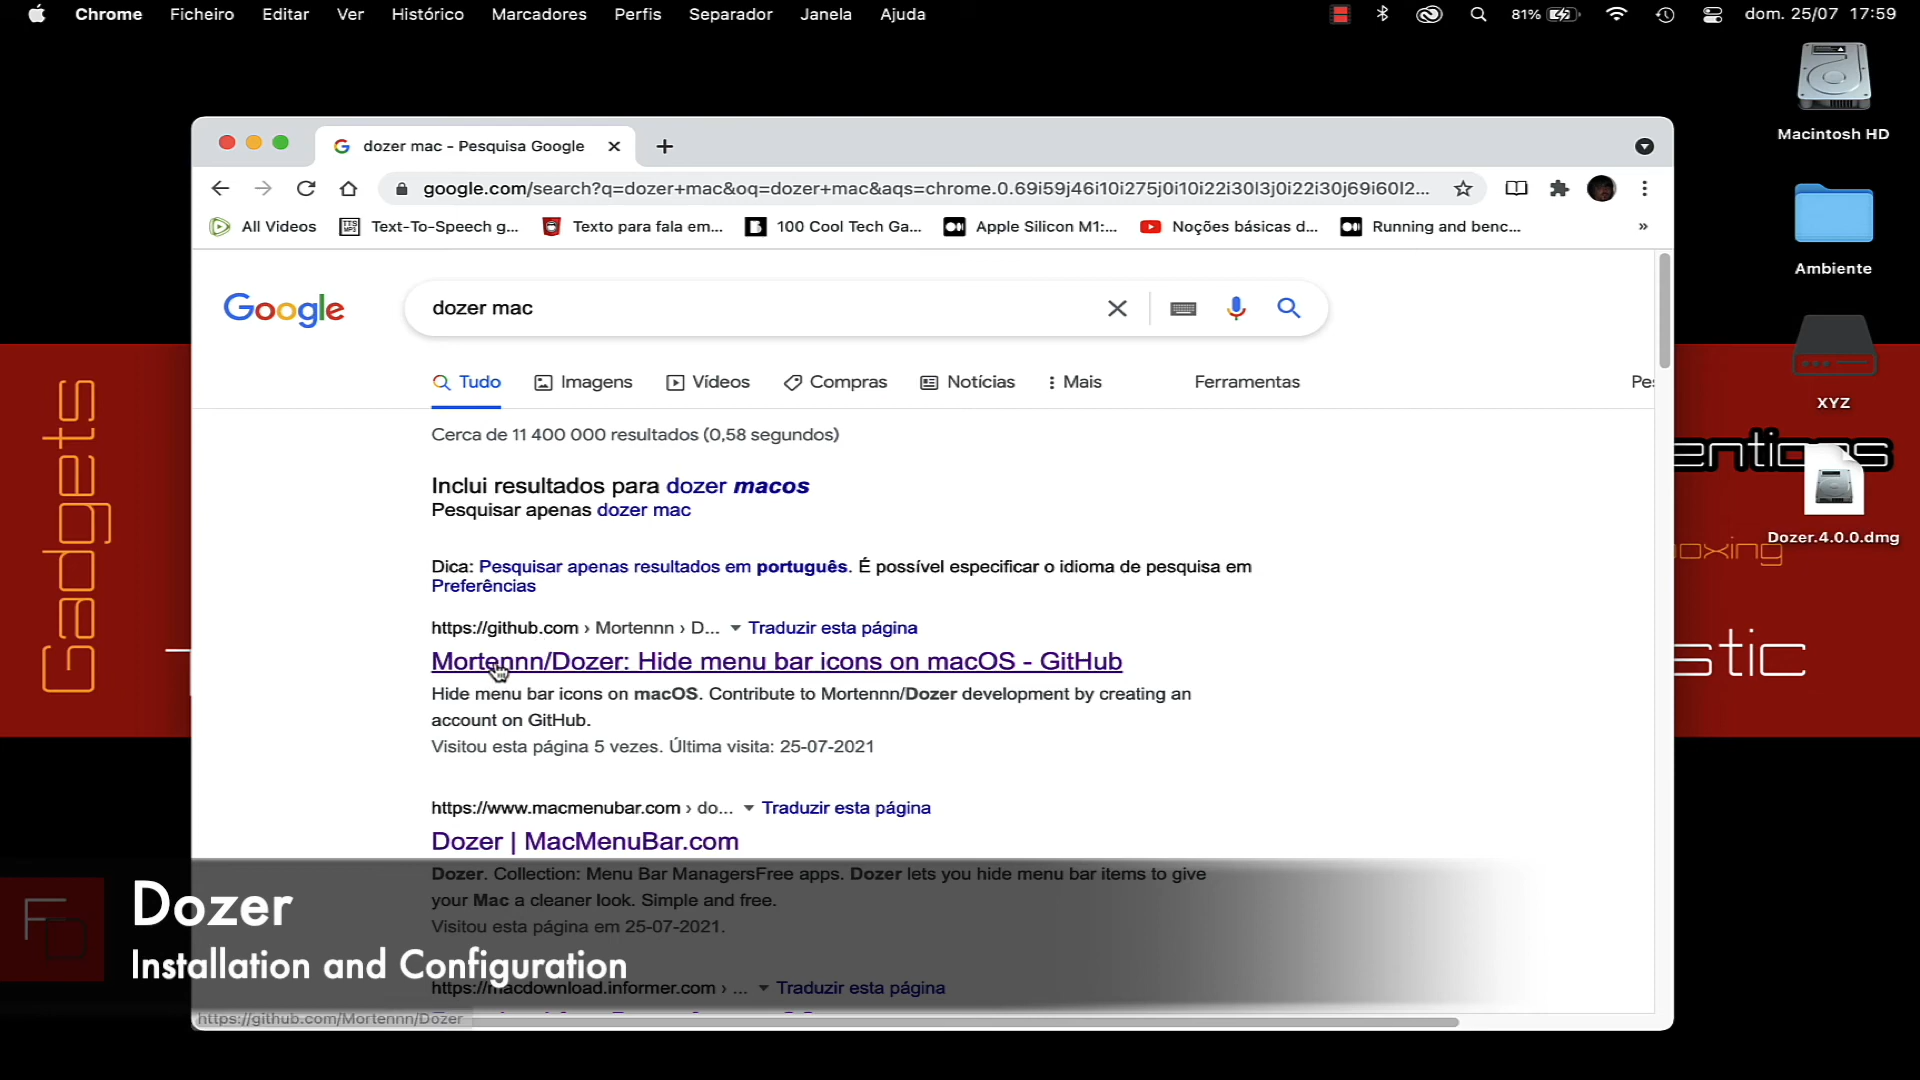 Chrome Ficheiro Editar Ver Histórico Marcadores Perfis Separador Janela Ajuda 81% dom. 25/07 17:59
Macintosh HD
dozer mac - Pesquisa Google
google.com/search?q=dozer+mac&oq=dozer+mac&aqs=chrome.0.69i59j46i10i275j0i10i22i30l3j0i22i30j69i60l2...
All Videos Text-To-Speech g... Texto para fala em... 100 Cool Tech Ga... Apple Silicon M1:... Noções básicas d... Running and benc... »
Ambiente
Google dozer mac
Tudo Imagens Vídeos Compras Notícias Mais Ferramentas Pes
XYZ
Gadgets
Cerca de 11 400 000 resultados (0,58 segundos)
enticos
Inclui resultados para dozer macos
Pesquisar apenas dozer mac
Dozer.4.0.0.dmg
oxing
Dica: Pesquisar apenas resultados em português. É possível especificar o idioma de pesquisa em
Preferências
https://github.com › Mortennn › D... Traduzir esta página
Mortennn/Dozer: Hide menu bar icons on macOS - GitHub
stic
Hide menu bar icons on macOS. Contribute to Mortennn/Dozer development by creating an
account on GitHub.
Visitou esta página 5 vezes. Última visita: 25-07-2021
https://www.macmenubar.com › do... Traduzir esta página
Dozer | MacMenuBar.com
Dozer. Collection: Menu Bar ManagersFree apps. Dozer lets you hide menu bar items to give
your Mac a cleaner look. Simple and free.
Visitou esta página em 25-07-2021.
FD
Dozer
Installation and Configuration
https://macdownload.informer.com › ... Traduzir esta página
https://github.com/Mortennn/Dozer